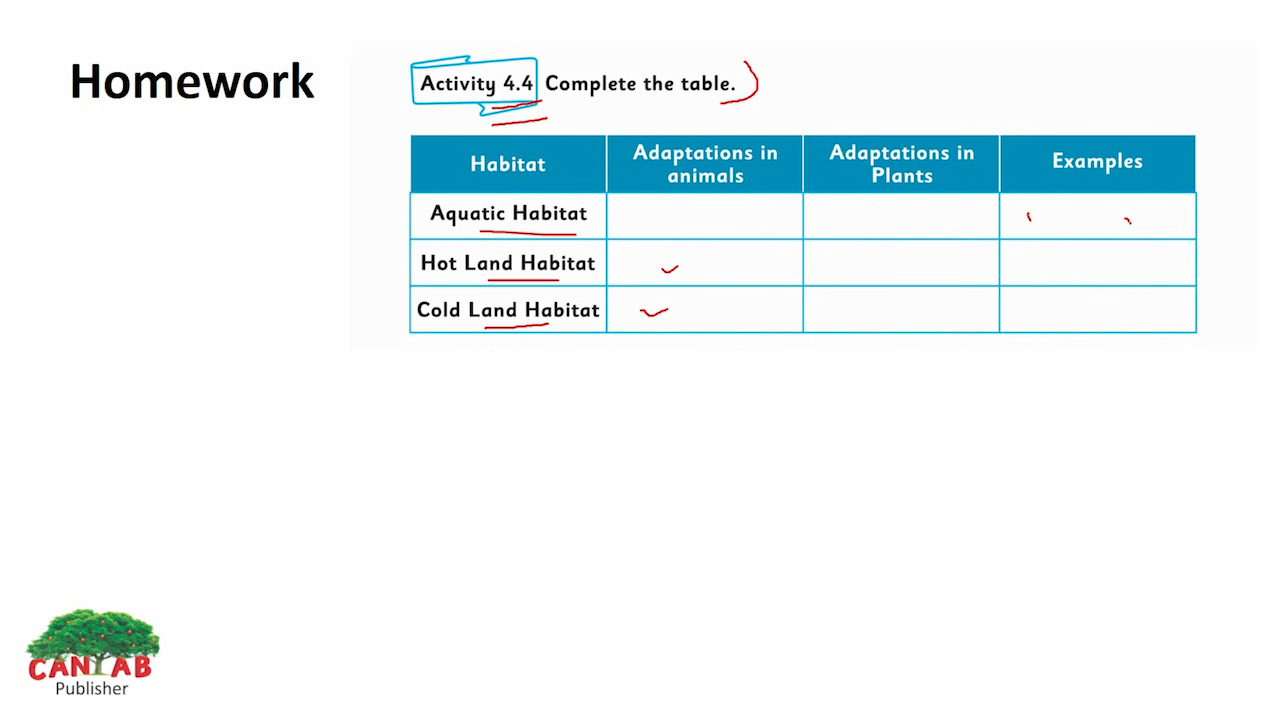 Homework
Activity 4.4 Complete the table.
Habitat
Adaptations in
animals
Adaptations in
Plants
Examples
Aquatic Habitat
Hot Land Habitat
Cold Land Habitat
CANTAB
Publisher